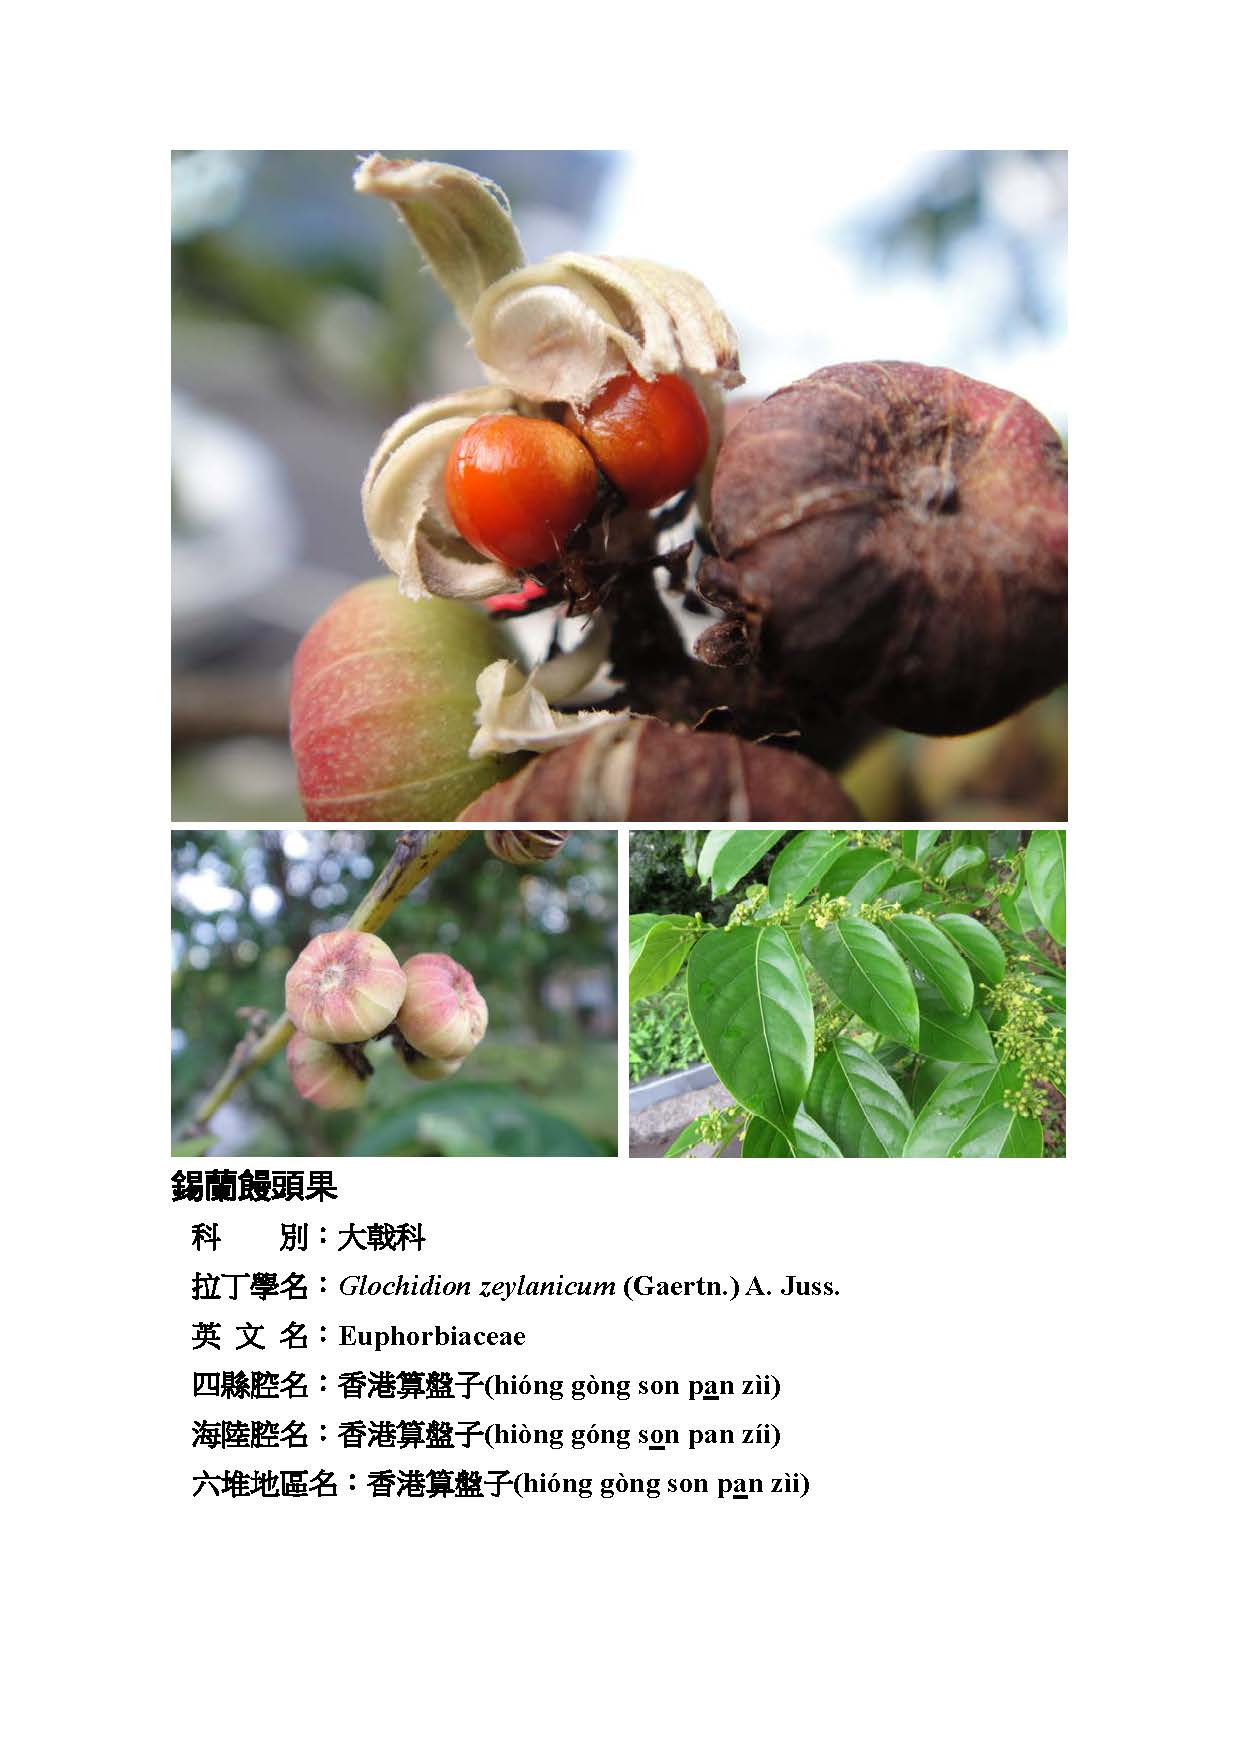 錫蘭饅頭果
科　　別：大戟科
拉丁學名：Glochidion zeylanicum (Gaertn.) A. Juss.
英 文 名：Euphorbiaceae
四縣腔名：香港算盤子(hióng gòng son pan zìi)
海陸腔名：香港算盤子(hiòng góng son pan zíi)
六堆地區名：香港算盤子(hióng gòng son pan zìi)